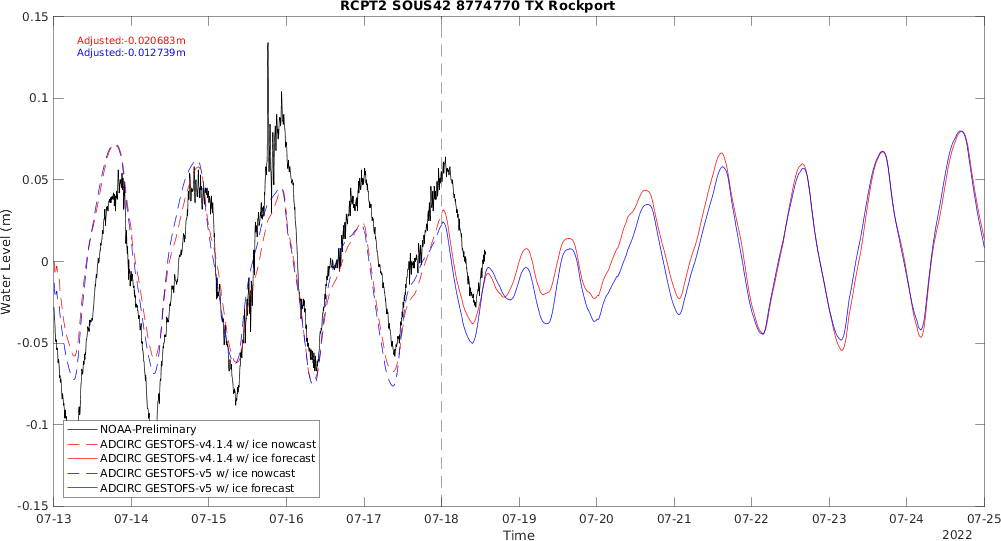 RCPT2 SOUS42 8774770 TX Rockport
Adjusted:-0.020683m
Adjusted:-0.012739m
0.15
0.1
0.05
0
-0.05
-0.1
-0.15
Water Level (m)
NOAA-Preliminary
ADCIRC GESTOFS-v4.1.4 w/ ice nowcast
ADCIRC GESTOFS-v4.1.4 w/ ice forecast
ADCIRC GESTOFS-v5 w/ ice nowcast
ADCIRC GESTOFS-v5 w/ ice forecast
07-13 07-14 07-15 07-16 07-17 07-18 07-19 07-20 07-21 07-22 07-23 07-24 07-25
Time
2022